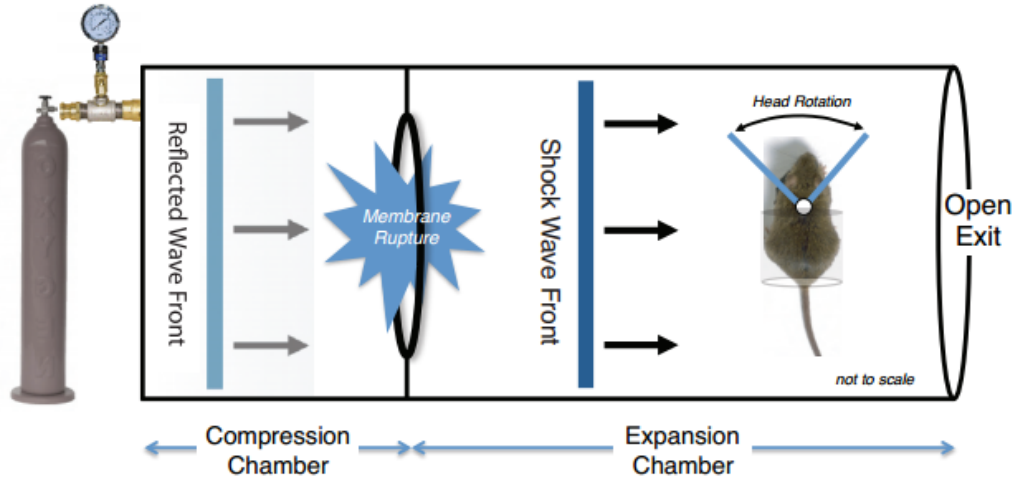 Reflected Wave Front
Membrane
Rupture
Shock Wave Front
Head Rotation
Open
Exit
not to scale
Compression
Chamber
Expansion
Chamber